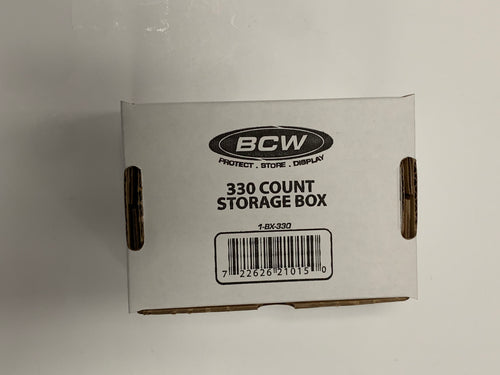 BCW
PROTECT . STORE . DISPLAY
330 COUNT
STORAGE BOX
1-BX-330
7 22626 21015 0